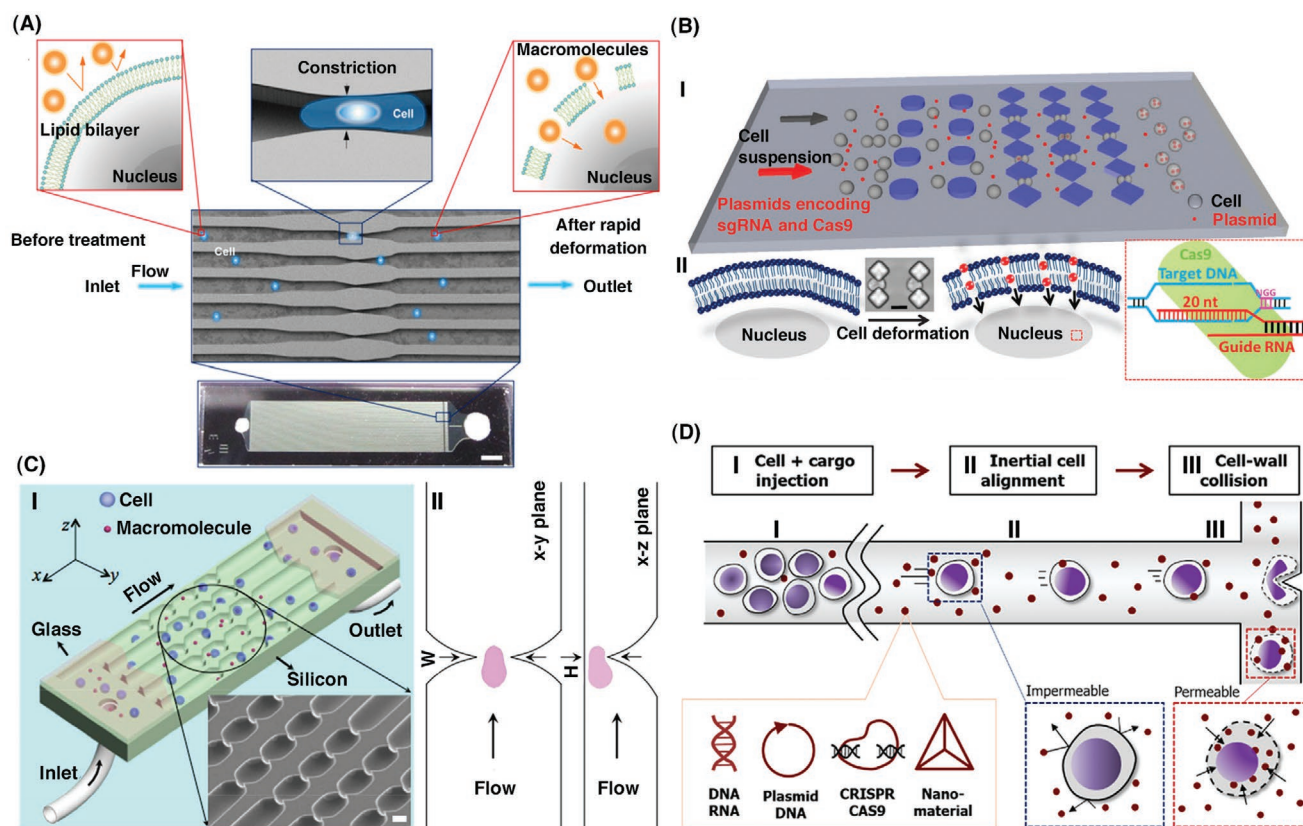 (A)
Macromolecules
Constriction
Cell
Lipid bilayer
Nucleus
Nucleus
Before treatment
After rapid
deformation
Cell
Flow
Inlet
Outlet
(B)
I
Cell
suspension
Plasmids encoding
sgRNA and Cas9
Cell
Plasmid
II
Nucleus
Cell deformation
Nucleus
Cas9
Target DNA
NGG
20 nt
Guide RNA
(C)
I
Cell
Macromolecule
z
x
y
Flow
Glass
Outlet
Silicon
Inlet
II
x-y plane
x-z plane
W
H
Flow
Flow
(D)
I Cell + cargo
injection
II Inertial cell
alignment
III Cell-wall
collision
I
II
III
Impermeable
Permeable
DNA
RNA
Plasmid
DNA
CRISPR
CAS9
Nano-
material